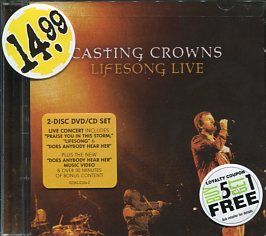 14.99
CASTING CROWNS
LIFESONG LIVE
2-DISC DVD/CD SET
LIVE CONCERT INCLUDES
"PRAISE YOU IN THIS STORM,"
"LIFESONG" &
"DOES ANYBODY HEAR HER"
PLUS THE NEW
"DOES ANYBODY HEAR HER"
MUSIC VIDEO
& OVER 30 MINUTES
OF BONUS CONTENT
LOYALTY COUPON
FREE